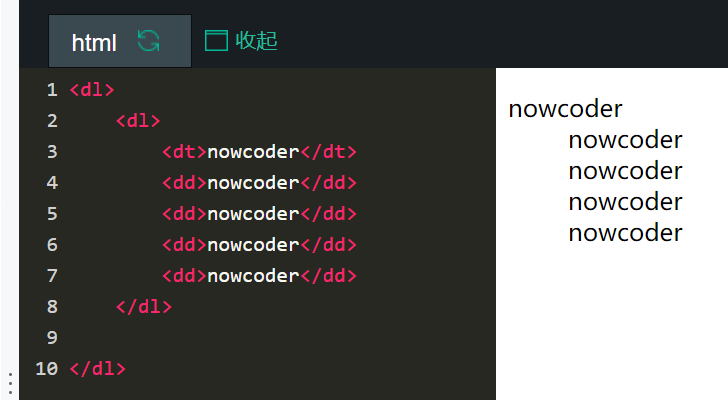 html 收起
1 <dl>
2 <dl>
3 <dt>nowcoder</dt>
4 <dd>nowcoder</dd>
5 <dd>nowcoder</dd>
6 <dd>nowcoder</dd>
7 <dd>nowcoder</dd>
8 </dl>
9
10 </dl>
nowcoder
nowcoder
nowcoder
nowcoder
nowcoder